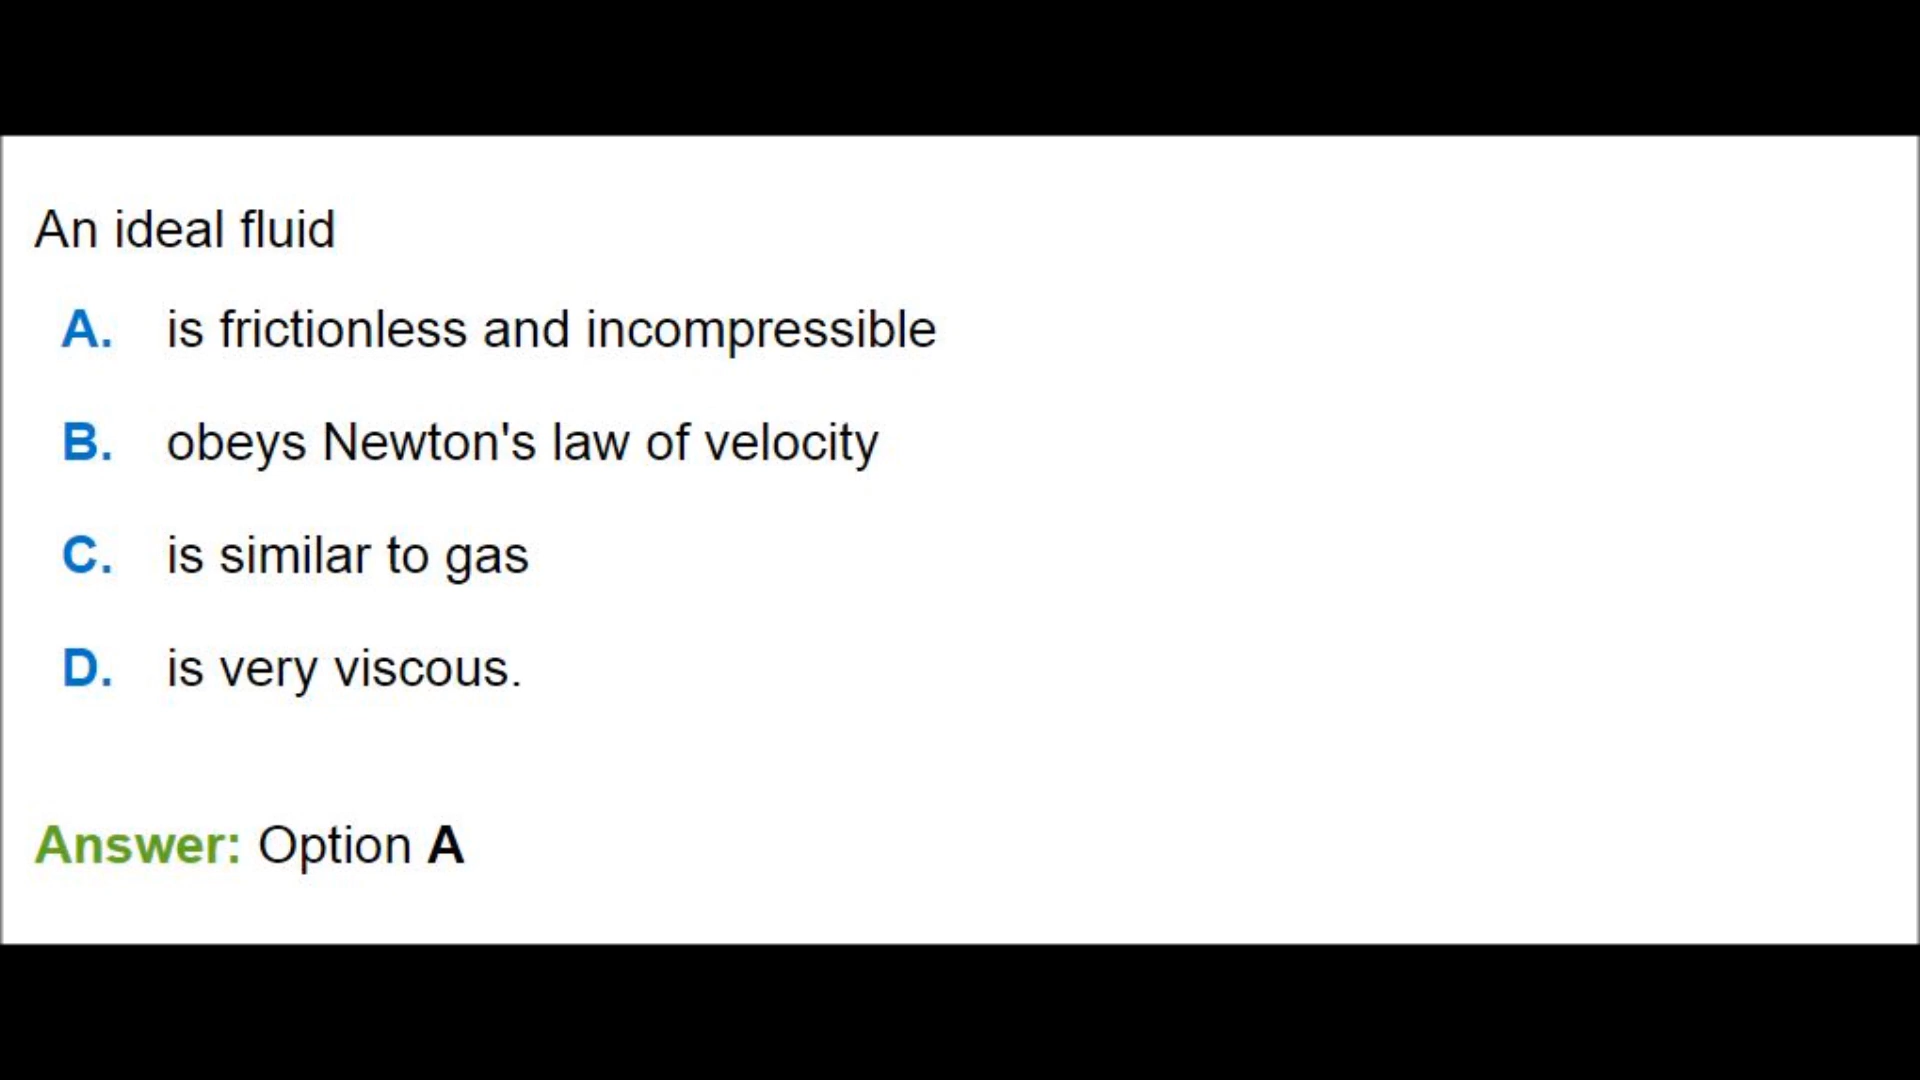 An ideal fluid
A. is frictionless and incompressible
B. obeys Newton's law of velocity
C. is similar to gas
D. is very viscous.
Answer: Option A